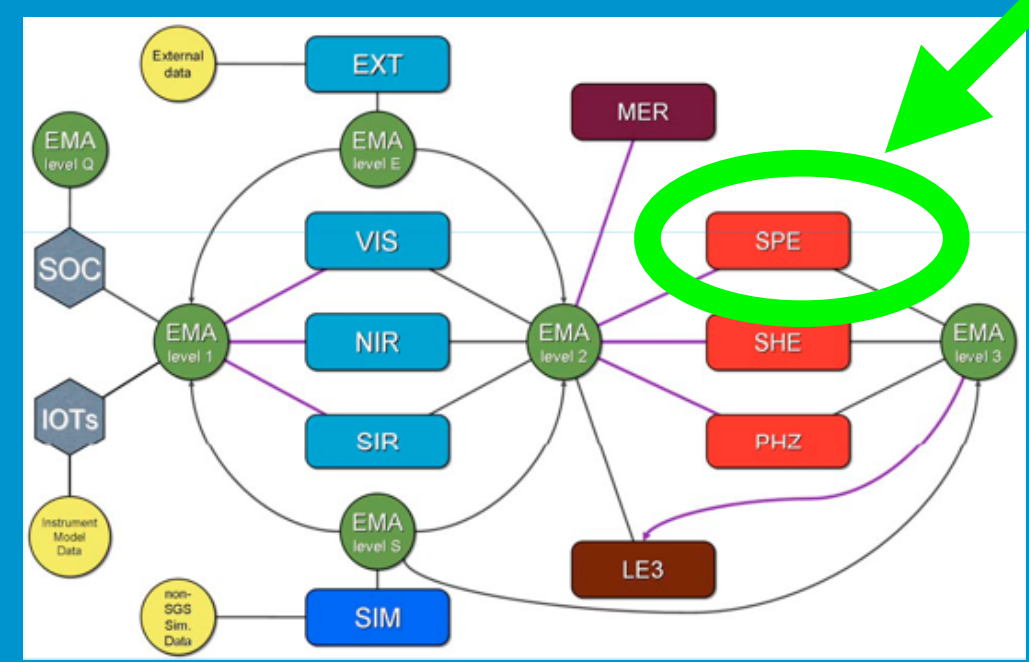 External
data
EXT
MER
EMA
level Q
EMA
level E
VIS
SPE
SOC
EMA
level 1
NIR
EMA
level 2
SHE
EMA
level 3
IOTs
SIR
PHZ
Instrument
Model
Data
EMA
level S
LE3
non-
SGS
Sim.
Data
SIM